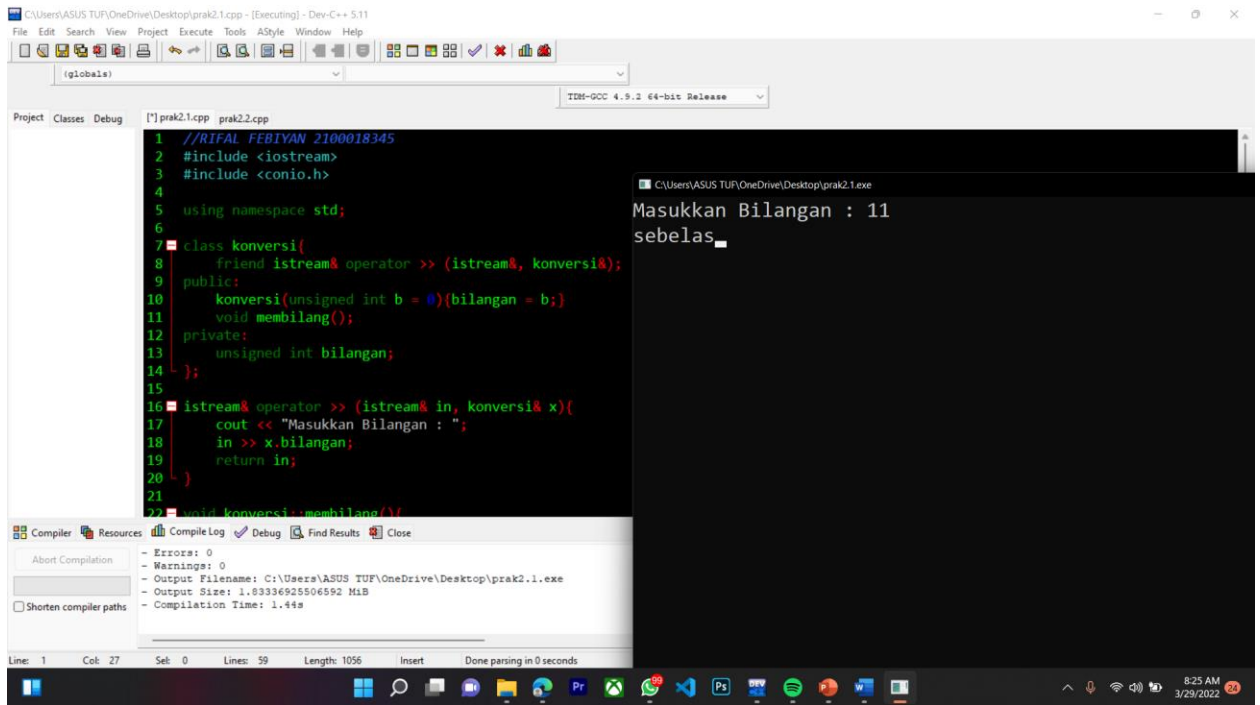 C:\Users\ASUS TUF\OneDrive\Desktop\prak2.1.cpp - [Executing] - Dev-C++ 5.11
File Edit Search View Project Execute Tools AStyle Window Help
(globals)
TDM-GCC 4.9.2 64-bit Release
Project Classes Debug
[*] prak2.1.cpp prak2.2.cpp
1 //RIFAL FEBIYAN 2100018345
2 #include <iostream>
3 #include <conio.h>
4
5 using namespace std;
6
7 class konversi{
8 friend istream& operator >> (istream&, konversi&);
9 public:
10 konversi(unsigned int b = 0){bilangan = b;}
11 void membilang();
12 private:
13 unsigned int bilangan;
14 };
15
16 istream& operator >> (istream& in, konversi& x){
17 cout << "Masukkan Bilangan : ";
18 in >> x.bilangan;
19 return in;
20 }
21
22 void konversi::membilang(){
C:\Users\ASUS TUF\OneDrive\Desktop\prak2.1.exe
Masukkan Bilangan : 11
sebelas
Compiler Resources Compile Log Debug Find Results Close
Abort Compilation
Shorten compiler paths
- Errors: 0
- Warnings: 0
- Output Filename: C:\Users\ASUS TUF\OneDrive\Desktop\prak2.1.exe
- Output Size: 1.83336925506592 MiB
- Compilation Time: 1.44s
Line: 1 Col: 27 Sel: 0 Lines: 59 Length: 1056 Insert Done parsing in 0 seconds
Pr
99
Ps
DEV
8:25 AM
3/29/2022
24